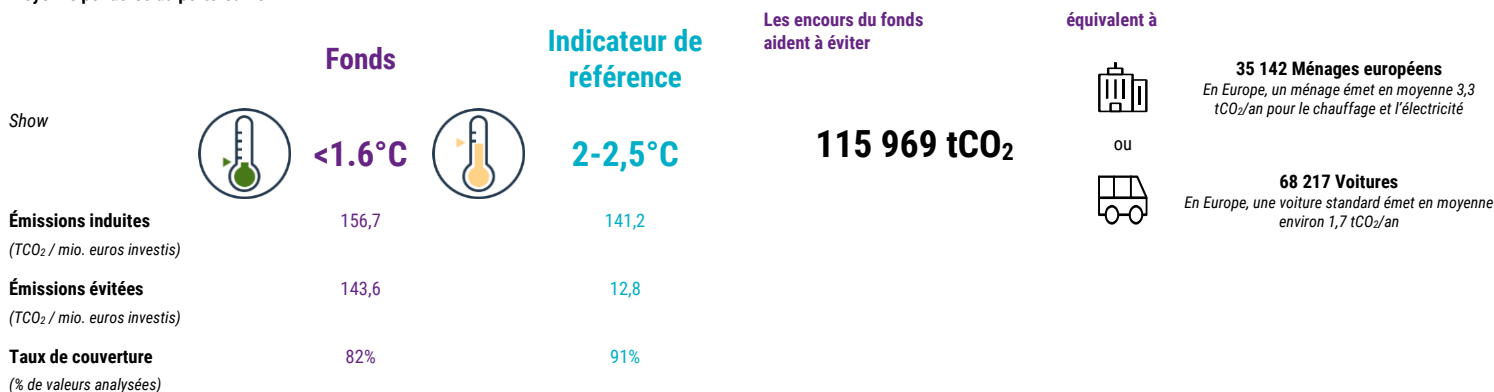 Les encours du fonds
aident à éviter
équivalent à
Fonds
Indicateur de
référence
35 142 Ménages européens
En Europe, un ménage émet en moyenne 3,3
tCO₂/an pour le chauffage et l'électricité
Show
<1.6°C
2-2,5°C
115 969 tCO₂
ou
68 217 Voitures
En Europe, une voiture standard émet en moyenne
environ 1,7 tCO₂/an
Émissions induites
156,7
141,2
(TCO₂ / mio. euros investis)
Émissions évitées
143,6
12,8
(TCO₂ / mio. euros investis)
Taux de couverture
82%
91%
(% de valeurs analysées)